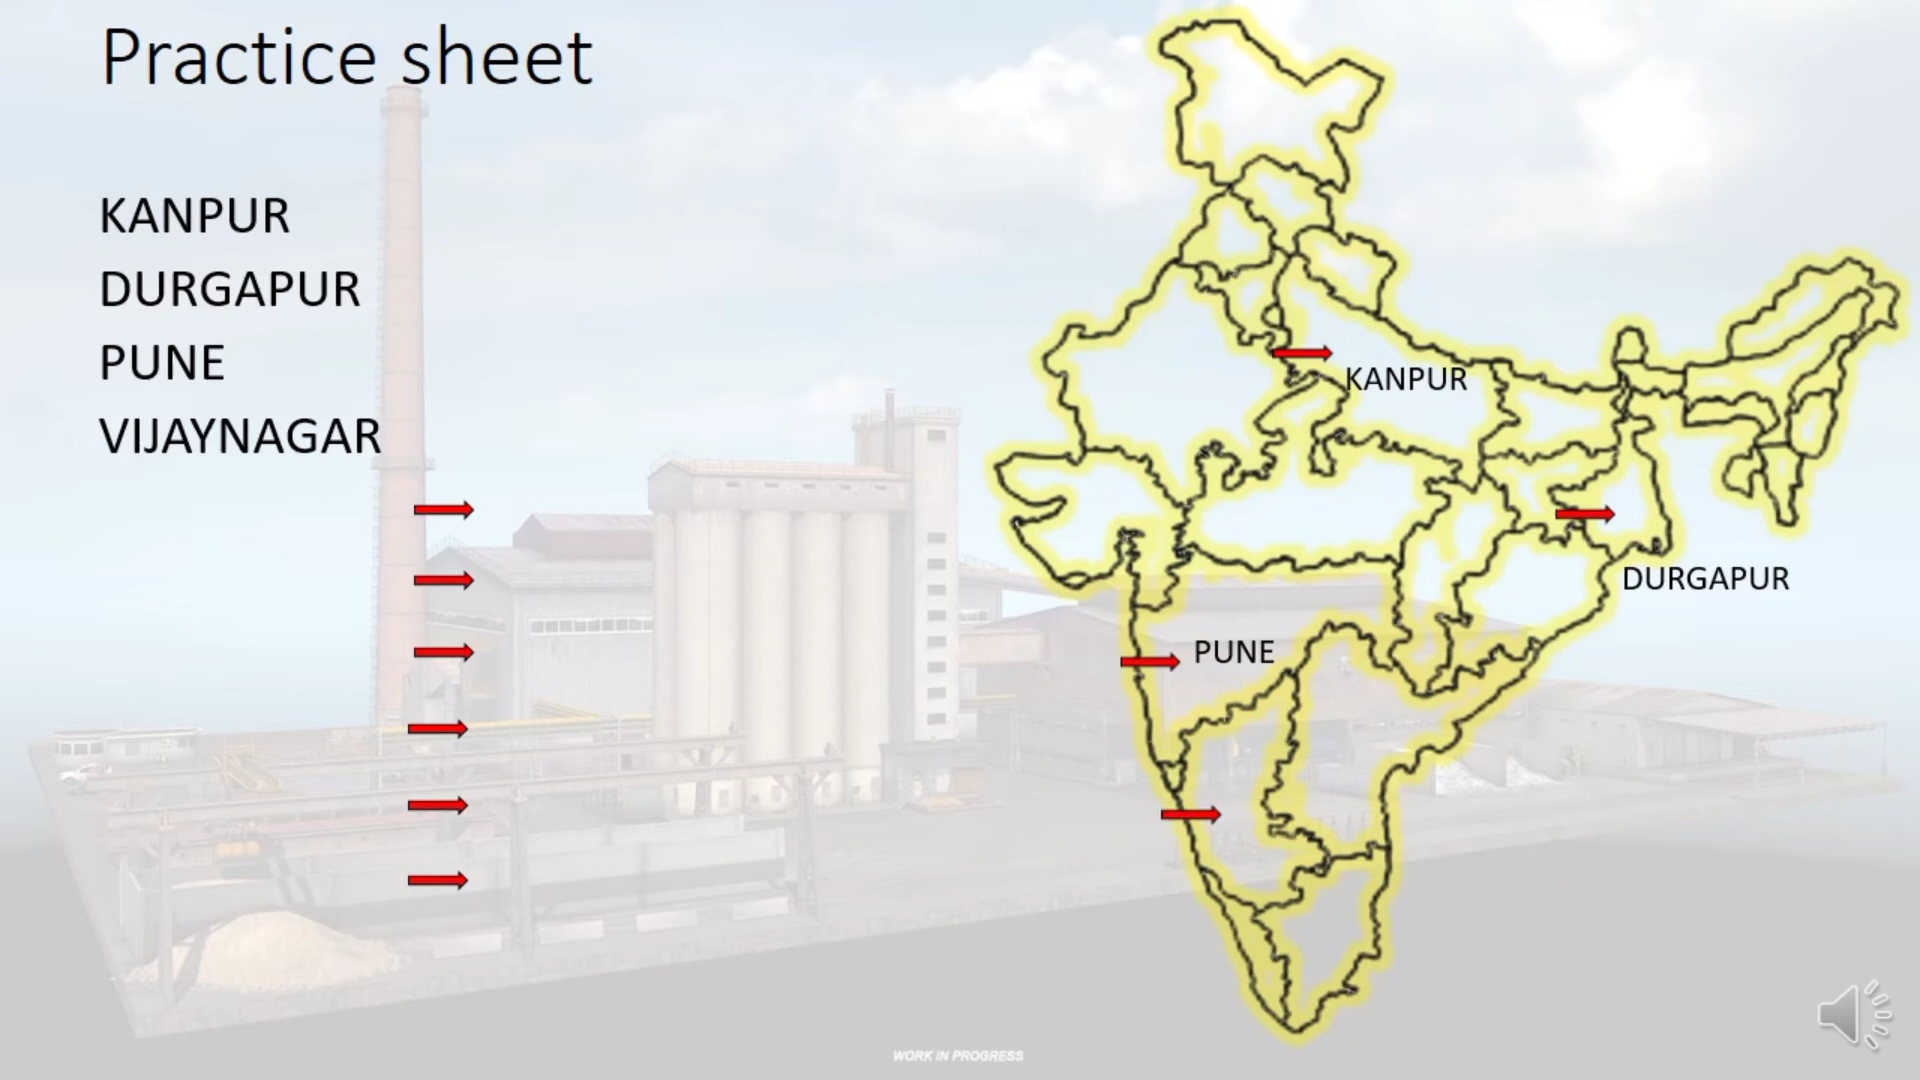 Practice sheet
KANPUR
DURGAPUR
PUNE
VIJAYNAGAR
KANPUR
DURGAPUR
PUNE
WORK IN PROGRESS